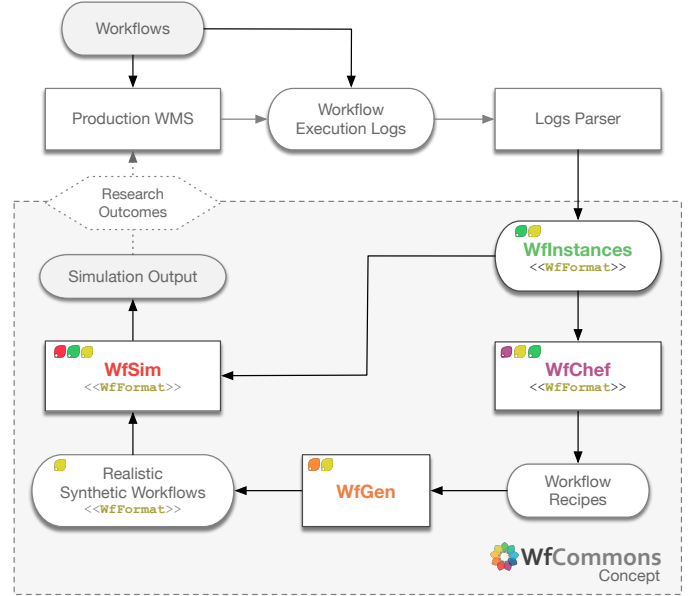 Workflows
Production WMS
Workflow
Execution Logs
Logs Parser
Research
Outcomes
WfInstances
<<WfFormat>>
Simulation Output
WfSim
<<WfFormat>>
WfChef
<<WfFormat>>
Realistic
Synthetic Workflows
<<WfFormat>>
WfGen
Workflow
Recipes
WfCommons
Concept